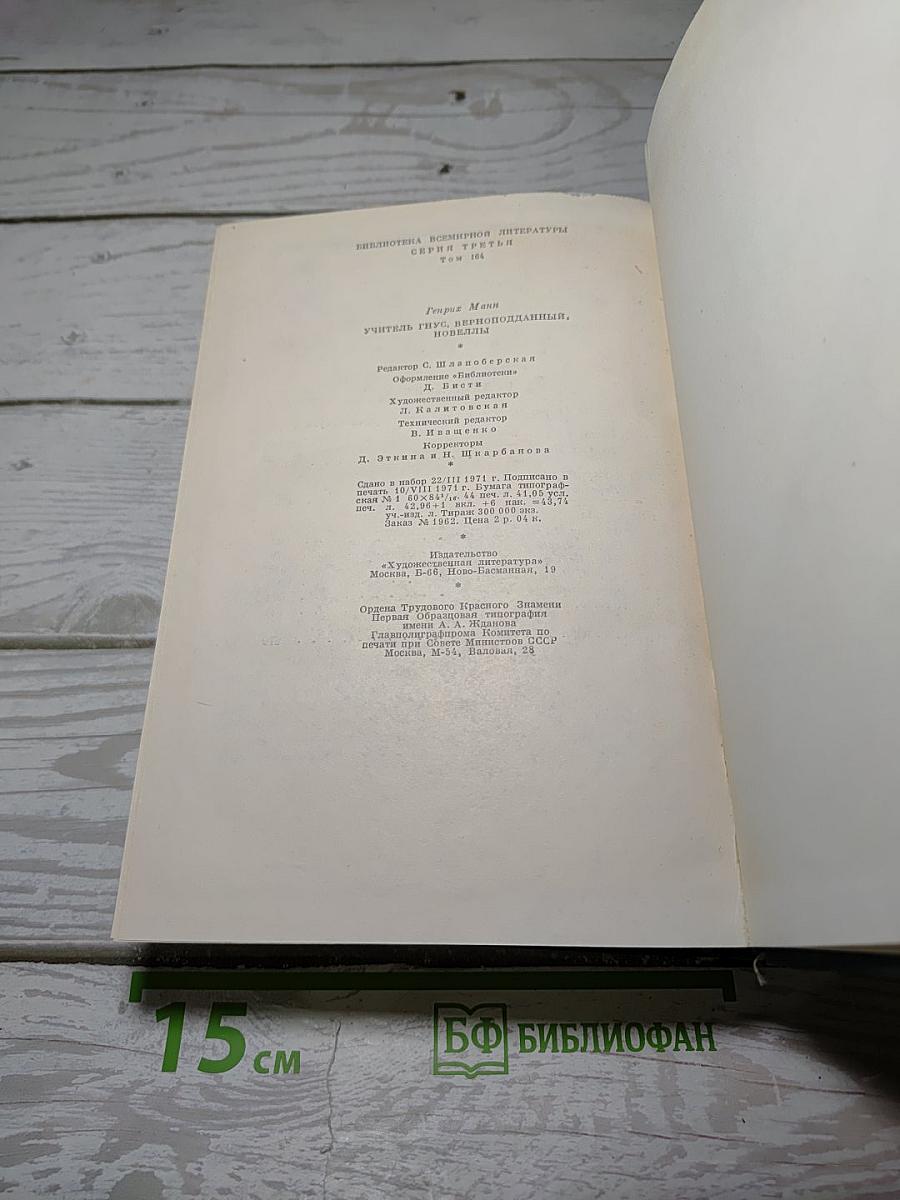 БИБЛИОТЕКА ВСЕМИРНОЙ ЛИТЕРАТУРЫ
СЕРИЯ ТРЕТЬЯ
Том 164
Генрих Манн
УЧИТЕЛЬ ГНУС, ВЕРНОПОДДАННЫЙ,
НОВЕЛЛЫ
*
Редактор С. Шлапоберская
Оформление «Библиотеки»
Д. Бисти
Художественный редактор
Л. Калитовская
Технический редактор
В. Иващенко
Корректоры
Д. Эткина и Н. Шкарбанова
*
Сдано в набор 22/III 1971 г. Подписано в
печать 10/VIII 1971 г. Бумага типограф-
ская № 1 60×84¹/₁₆. 44 печ. л. 41,05 усл.
печ. л. 42,96+1 вкл. +6 нак. =43,74
уч.-изд. л. Тираж 300 000 экз.
Заказ № 1962. Цена 2 р. 04 к.
*
Издательство
«Художественная литература»
Москва, Б-66, Ново-Басманная, 19
*
Ордена Трудового Красного Знамени
Первая Образцовая типография
имени А. А. Жданова
Главполиграфпрома Комитета по
печати при Совете Министров СССР
Москва, М-54, Валовая, 28
15 см
БФ БИБЛИОФАН